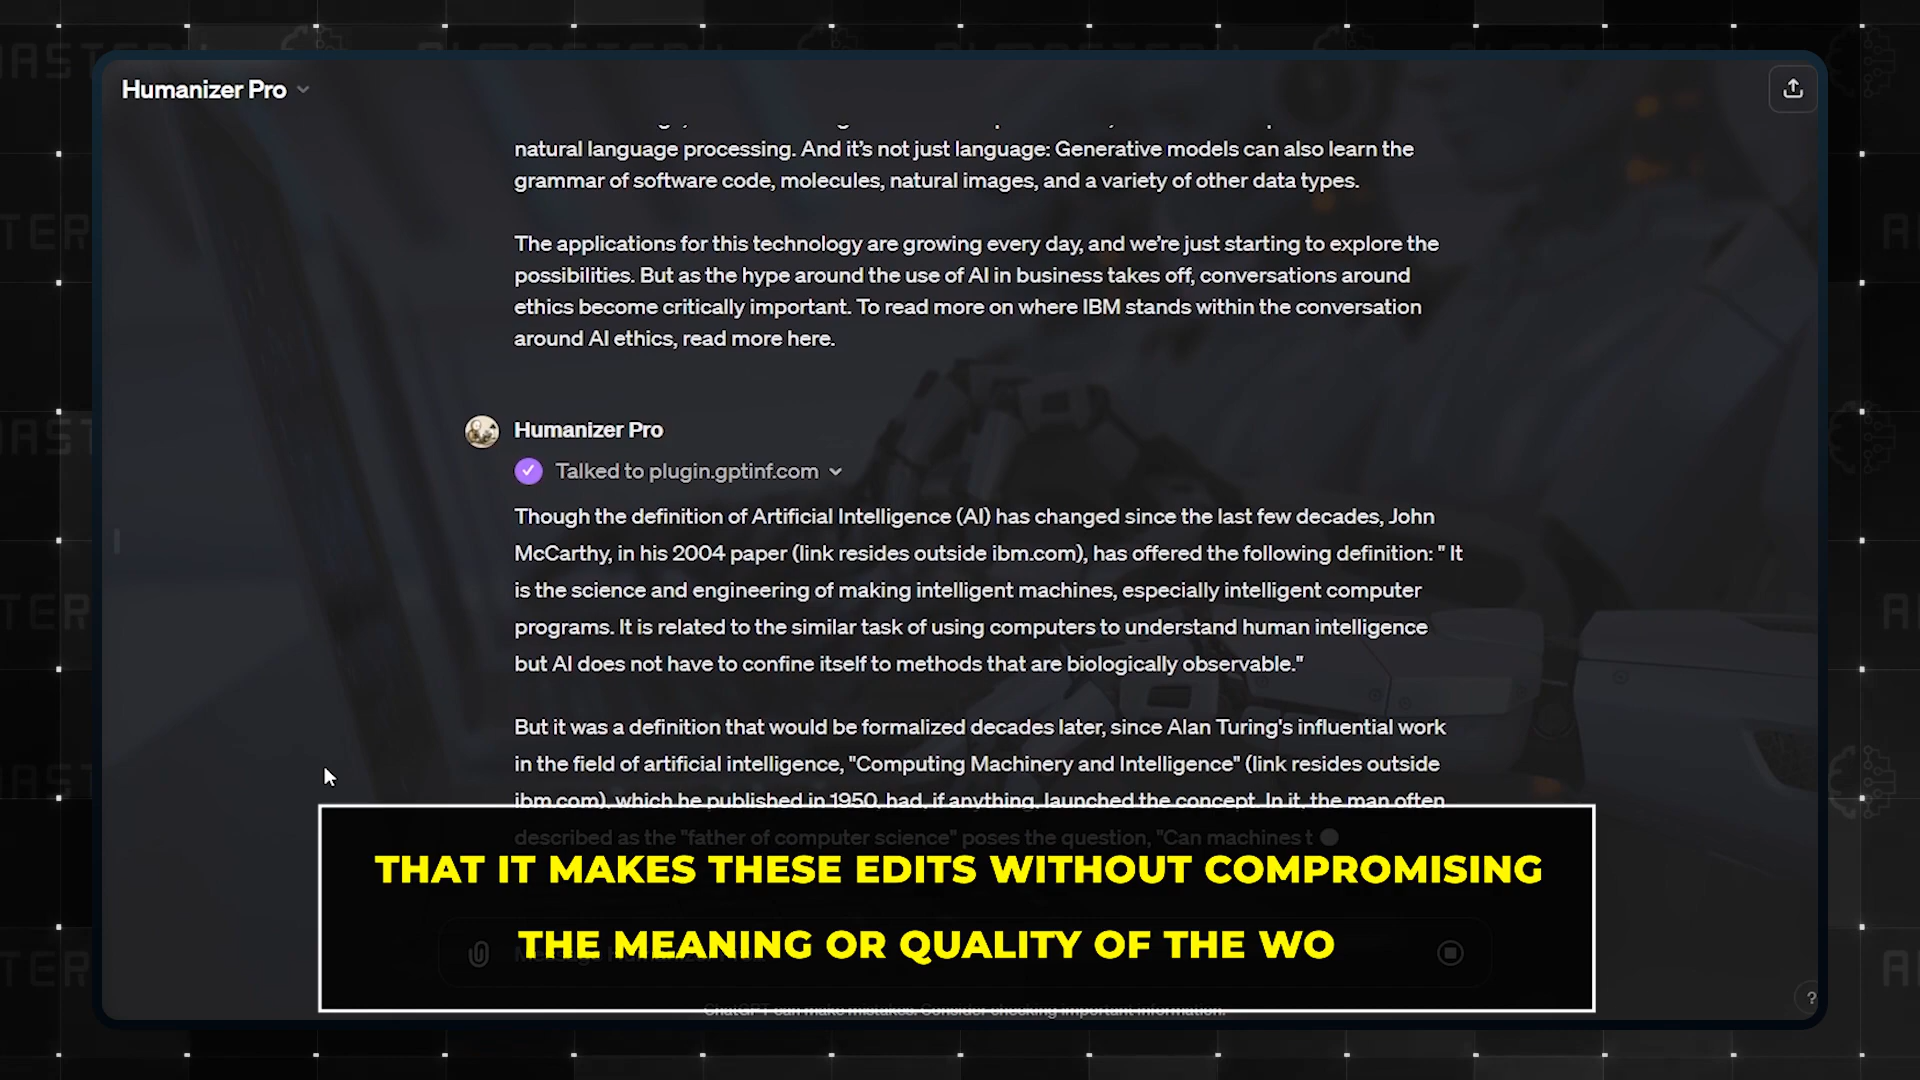 Humanizer Pro
natural language processing. And it's not just language: Generative models can also learn the
grammar of software code, molecules, natural images, and a variety of other data types.
The applications for this technology are growing every day, and we're just starting to explore the
possibilities. But as the hype around the use of AI in business takes off, conversations around
ethics become critically important. To read more on where IBM stands within the conversation
around AI ethics, read more here.
Humanizer Pro
Talked to plugin.gptinf.com
Though the definition of Artificial Intelligence (AI) has changed since the last few decades, John
McCarthy, in his 2004 paper (link resides outside ibm.com), has offered the following definition: " It
is the science and engineering of making intelligent machines, especially intelligent computer
programs. It is related to the similar task of using computers to understand human intelligence
but AI does not have to confine itself to methods that are biologically observable."
But it was a definition that would be formalized decades later, since Alan Turing's influential work
in the field of artificial intelligence, "Computing Machinery and Intelligence" (link resides outside
ibm.com), which he published in 1950, had, if anything, launched the concept. In it, the man often
described as the "father of computer science" poses the question, "Can machines t
THAT IT MAKES THESE EDITS WITHOUT COMPROMISING
THE MEANING OR QUALITY OF THE WO
ChatGPT can make mistakes. Consider checking important information.
?